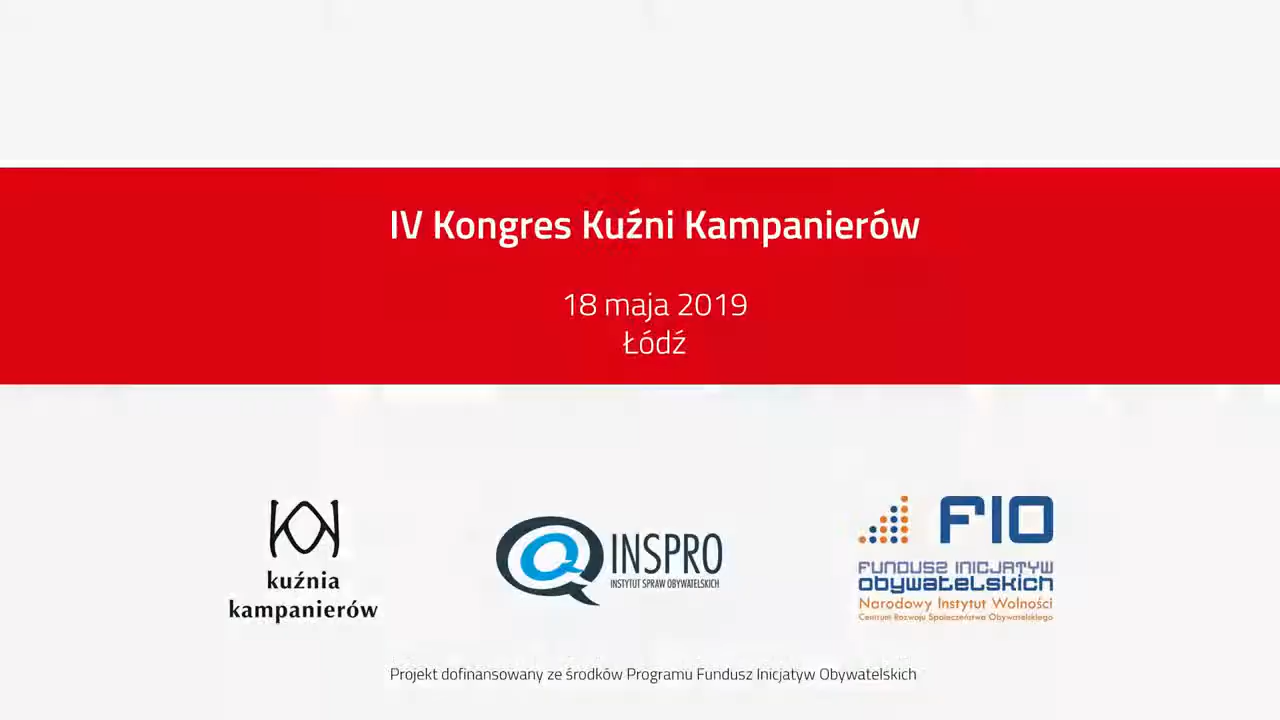 IV Kongres Kuźni Kampanierów
18 maja 2019
Łódź
kuźnia
kampanierów
INSPRO
INSTYTUT SPRAW OBYWATELSKICH
FIO
FUNDUSZ INICJATYW
OBYWATELSKICH
Narodowy Instytut Wolności
Centrum Rozwoju Społeczeństwa Obywatelskiego
Projekt dofinansowany ze środków Programu Fundusz Inicjatyw Obywatelskich